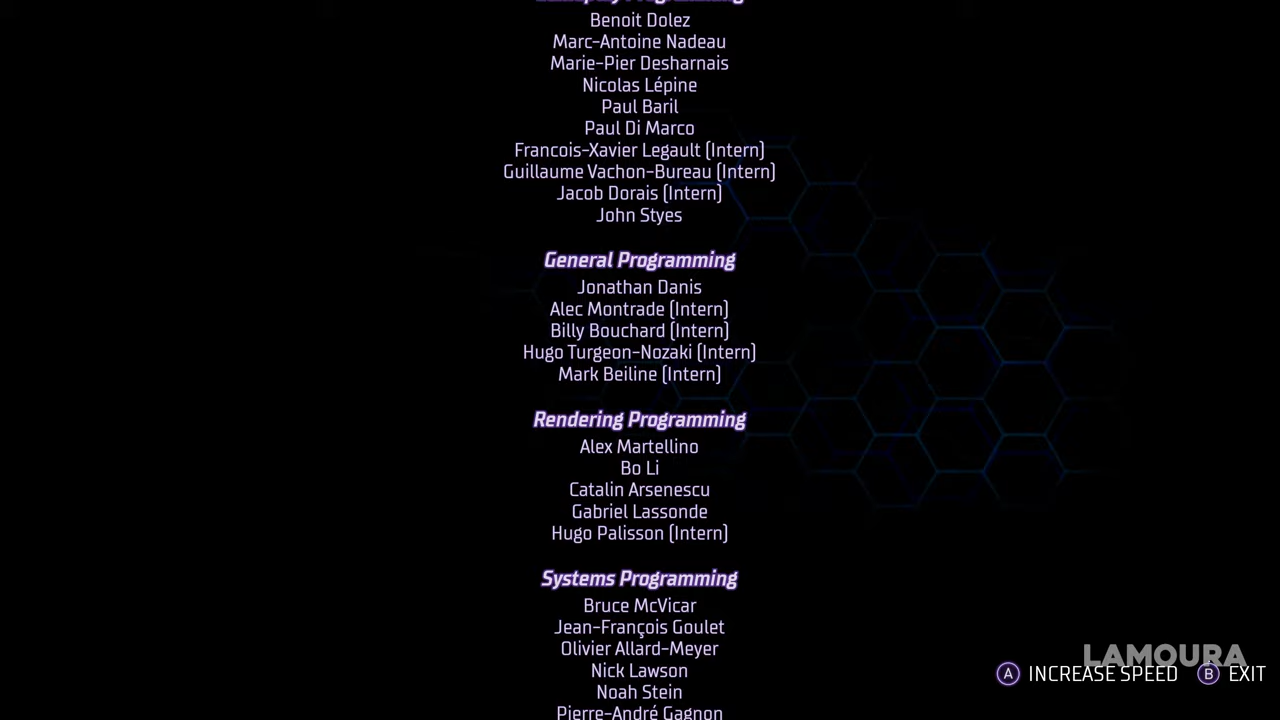 Gameplay Programming
Benoit Dolez
Marc-Antoine Nadeau
Marie-Pier Desharnais
Nicolas Lépine
Paul Baril
Paul Di Marco
Francois-Xavier Legault (Intern)
Guillaume Vachon-Bureau (Intern)
Jacob Dorais (Intern)
John Styes
General Programming
Jonathan Danis
Alec Montrade (Intern)
Billy Bouchard (Intern)
Hugo Turgeon-Nozaki (Intern)
Mark Beiline (Intern)
Rendering Programming
Alex Martellino
Bo Li
Catalin Arsenescu
Gabriel Lassonde
Hugo Palisson (Intern)
Systems Programming
Bruce McVicar
Jean-François Goulet
Olivier Allard-Meyer
Nick Lawson
Noah Stein
Pierre-André Gagnon
LAMOURA
A INCREASE SPEED B EXIT